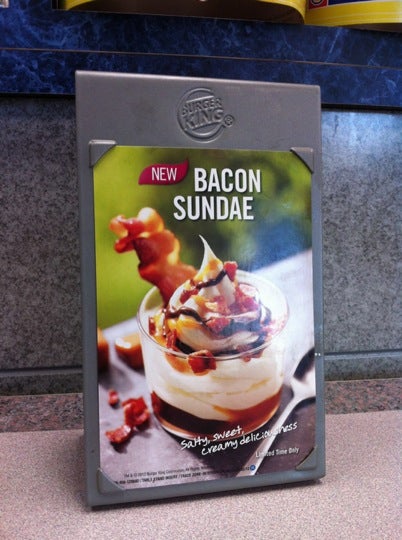 BURGER
KING®
NEW
BACON
SUNDAE
Salty, sweet,
creamy deliciousness
Limited Time Only